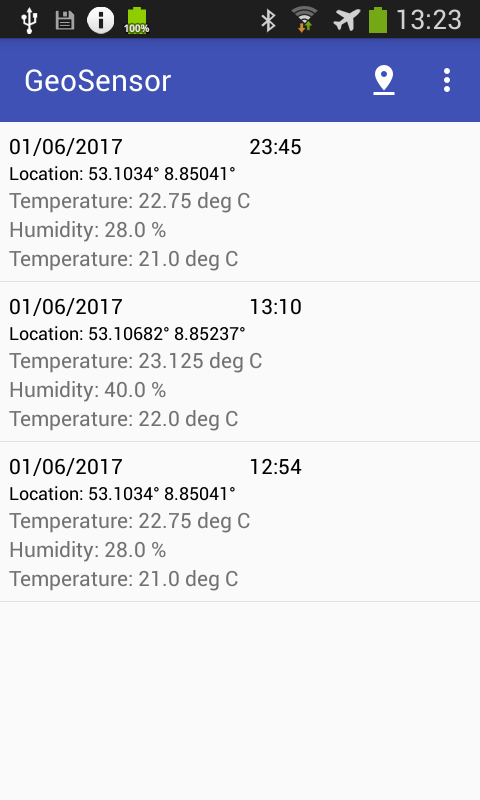 100%
13:23
GeoSensor
01/06/2017 23:45
Location: 53.1034° 8.85041°
Temperature: 22.75 deg C
Humidity: 28.0 %
Temperature: 21.0 deg C
01/06/2017 13:10
Location: 53.10682° 8.85237°
Temperature: 23.125 deg C
Humidity: 40.0 %
Temperature: 22.0 deg C
01/06/2017 12:54
Location: 53.1034° 8.85041°
Temperature: 22.75 deg C
Humidity: 28.0 %
Temperature: 21.0 deg C